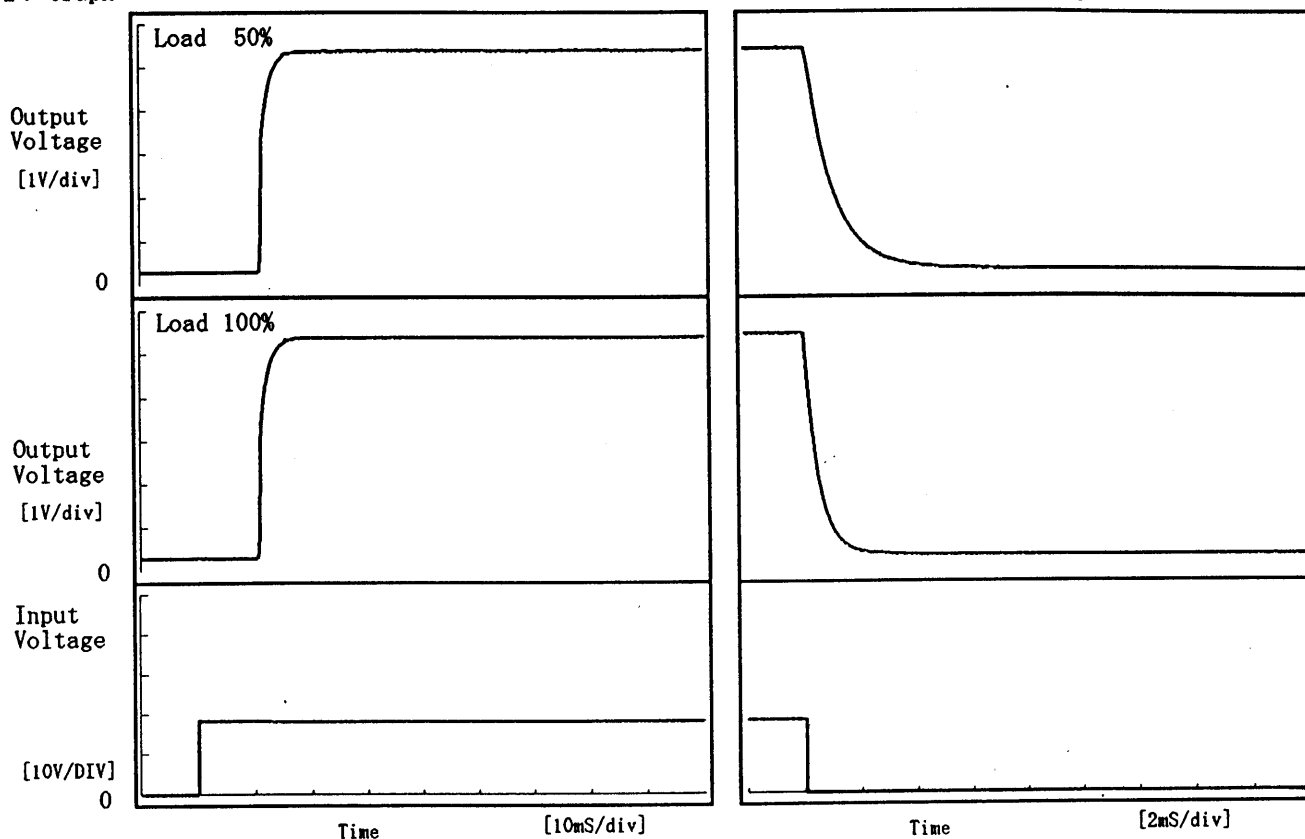 Load 50%
Output
Voltage
[1V/div]
0
Load 100%
Output
Voltage
[1V/div]
0
Input
Voltage
[10V/DIV]
0
Time [10mS/div]
Time [2mS/div]